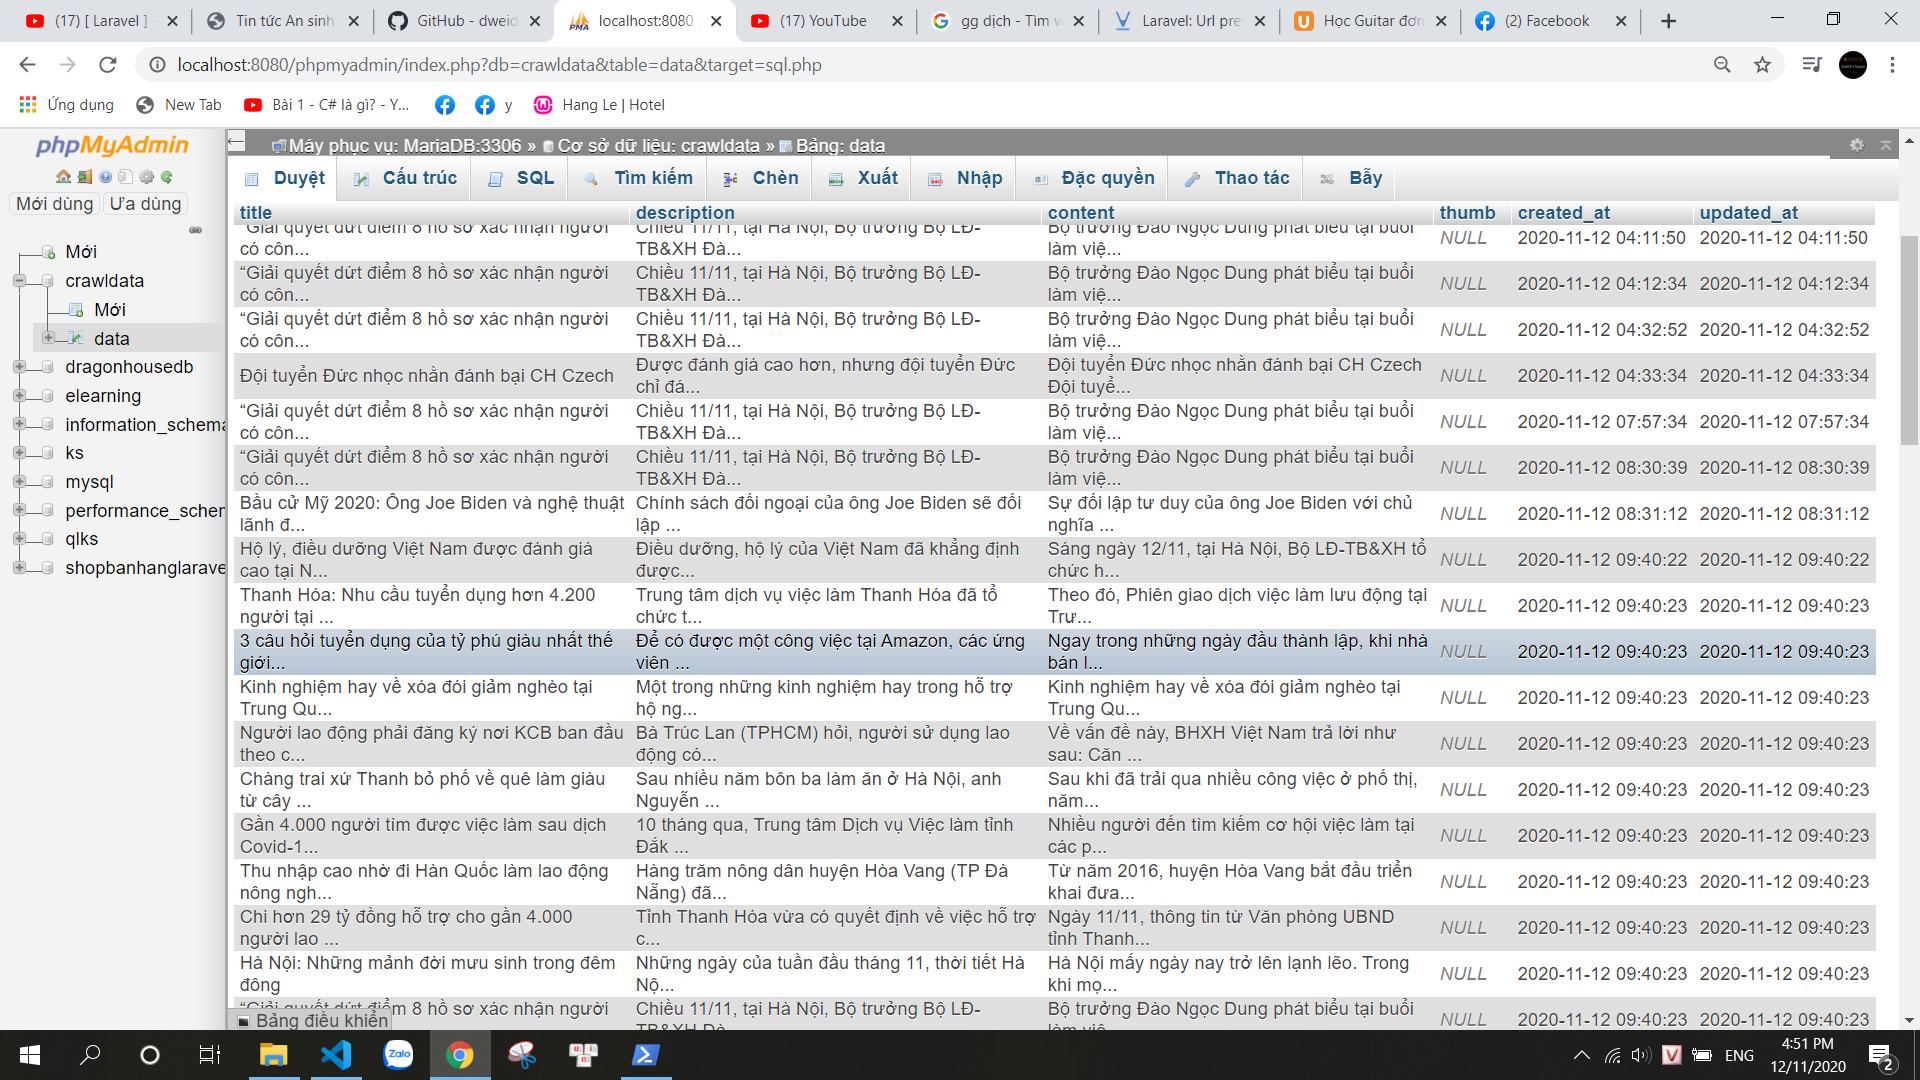 (17) [ Laravel ] -
Tin tức An sinh
GitHub - dweid
localhost:8080
(17) YouTube
gg dịch - Tìm v
Laravel: Url pre
Học Guitar đơn
(2) Facebook
localhost:8080/phpmyadmin/index.php?db=crawldata&table=data&target=sql.php
Ứng dụng
New Tab
Bài 1 - C# là gì? - Y...
y
Hang Le | Hotel
phpMyAdmin
Mới dùng
Ưa dùng
Mới
crawldata
Mới
data
dragonhousedb
elearning
information_schema
ks
mysql
performance_schem
qlks
shopbanhanglarave
Máy phục vụ: MariaDB:3306 » Cơ sở dữ liệu: crawldata » Bảng: data
Duyệt Cấu trúc SQL Tìm kiếm Chèn Xuất Nhập Đặc quyền Thao tác Bẫy
title description content thumb created_at updated_at
“Giải quyết dứt điểm 8 hồ sơ xác nhận người có côn...
Chiều 11/11, tại Hà Nội, Bộ trưởng Bộ LĐ-TB&XH Đà...
Bộ trưởng Đào Ngọc Dung phát biểu tại buổi làm việ...
NULL 2020-11-12 04:11:50 2020-11-12 04:11:50
“Giải quyết dứt điểm 8 hồ sơ xác nhận người có côn...
Chiều 11/11, tại Hà Nội, Bộ trưởng Bộ LĐ-TB&XH Đà...
Bộ trưởng Đào Ngọc Dung phát biểu tại buổi làm việ...
NULL 2020-11-12 04:12:34 2020-11-12 04:12:34
“Giải quyết dứt điểm 8 hồ sơ xác nhận người có côn...
Chiều 11/11, tại Hà Nội, Bộ trưởng Bộ LĐ-TB&XH Đà...
Bộ trưởng Đào Ngọc Dung phát biểu tại buổi làm việ...
NULL 2020-11-12 04:32:52 2020-11-12 04:32:52
Đội tuyển Đức nhọc nhằn đánh bại CH Czech
Được đánh giá cao hơn, nhưng đội tuyển Đức chỉ đá...
Đội tuyển Đức nhọc nhằn đánh bại CH Czech Đội tuyể...
NULL 2020-11-12 04:33:34 2020-11-12 04:33:34
“Giải quyết dứt điểm 8 hồ sơ xác nhận người có côn...
Chiều 11/11, tại Hà Nội, Bộ trưởng Bộ LĐ-TB&XH Đà...
Bộ trưởng Đào Ngọc Dung phát biểu tại buổi làm việ...
NULL 2020-11-12 07:57:34 2020-11-12 07:57:34
“Giải quyết dứt điểm 8 hồ sơ xác nhận người có côn...
Chiều 11/11, tại Hà Nội, Bộ trưởng Bộ LĐ-TB&XH Đà...
Bộ trưởng Đào Ngọc Dung phát biểu tại buổi làm việ...
NULL 2020-11-12 08:30:39 2020-11-12 08:30:39
Bầu cử Mỹ 2020: Ông Joe Biden và nghệ thuật lãnh đ...
Chính sách đối ngoại của ông Joe Biden sẽ đối lập ...
Sự đối lập tư duy của ông Joe Biden với chủ nghĩa ...
NULL 2020-11-12 08:31:12 2020-11-12 08:31:12
Hộ lý, điều dưỡng Việt Nam được đánh giá cao tại N...
Điều dưỡng, hộ lý của Việt Nam đã khẳng định được...
Sáng ngày 12/11, tại Hà Nội, Bộ LĐ-TB&XH tổ chức h...
NULL 2020-11-12 09:40:22 2020-11-12 09:40:22
Thanh Hóa: Nhu cầu tuyển dụng hơn 4.200 người tại ...
Trung tâm dịch vụ việc làm Thanh Hóa đã tổ chức t...
Theo đó, Phiên giao dịch việc làm lưu động tại Trư...
NULL 2020-11-12 09:40:23 2020-11-12 09:40:23
3 câu hỏi tuyển dụng của tỷ phú giàu nhất thế giới...
Để có được một công việc tại Amazon, các ứng viên ...
Ngay trong những ngày đầu thành lập, khi nhà bán l...
NULL 2020-11-12 09:40:23 2020-11-12 09:40:23
Kinh nghiệm hay về xóa đói giảm nghèo tại Trung Qu...
Một trong những kinh nghiệm hay trong hỗ trợ hộ ng...
Kinh nghiệm hay về xóa đói giảm nghèo tại Trung Qu...
NULL 2020-11-12 09:40:23 2020-11-12 09:40:23
Người lao động phải đăng ký nơi KCB ban đầu theo c...
Bà Trúc Lan (TPHCM) hỏi, người sử dụng lao động có...
Về vấn đề này, BHXH Việt Nam trả lời như sau: Căn ...
NULL 2020-11-12 09:40:23 2020-11-12 09:40:23
Chàng trai xứ Thanh bỏ phố về quê làm giàu từ cây ...
Sau nhiều năm bôn ba làm ăn ở Hà Nội, anh Nguyễn ...
Sau khi đã trải qua nhiều công việc ở phố thị, năm...
NULL 2020-11-12 09:40:23 2020-11-12 09:40:23
Gần 4.000 người tìm được việc làm sau dịch Covid-1...
10 tháng qua, Trung tâm Dịch vụ Việc làm tỉnh Đắk ...
Nhiều người đến tìm kiếm cơ hội việc làm tại các p...
NULL 2020-11-12 09:40:23 2020-11-12 09:40:23
Thu nhập cao nhờ đi Hàn Quốc làm lao động nông ngh...
Hàng trăm nông dân huyện Hòa Vang (TP Đà Nẵng) đã...
Từ năm 2016, huyện Hòa Vang bắt đầu triển khai đưa...
NULL 2020-11-12 09:40:23 2020-11-12 09:40:23
Chi hơn 29 tỷ đồng hỗ trợ cho gần 4.000 người lao ...
Tỉnh Thanh Hóa vừa có quyết định về việc hỗ trợ c...
Ngày 11/11, thông tin từ Văn phòng UBND tỉnh Thanh...
NULL 2020-11-12 09:40:23 2020-11-12 09:40:23
Hà Nội: Những mảnh đời mưu sinh trong đêm đông
Những ngày của tuần đầu tháng 11, thời tiết Hà Nộ...
Hà Nội mấy ngày nay trở lên lạnh lẽo. Trong khi mọ...
NULL 2020-11-12 09:40:23 2020-11-12 09:40:23
“Giải quyết dứt điểm 8 hồ sơ xác nhận người
Chiều 11/11, tại Hà Nội, Bộ trưởng Bộ LĐ-TB&XH Đà...
Bộ trưởng Đào Ngọc Dung phát biểu tại buổi làm việ...
NULL 2020-11-12 09:40:23 2020-11-12 09:40:23
Bảng điều khiển
Zalo
ENG
4:51 PM
12/11/2020
2